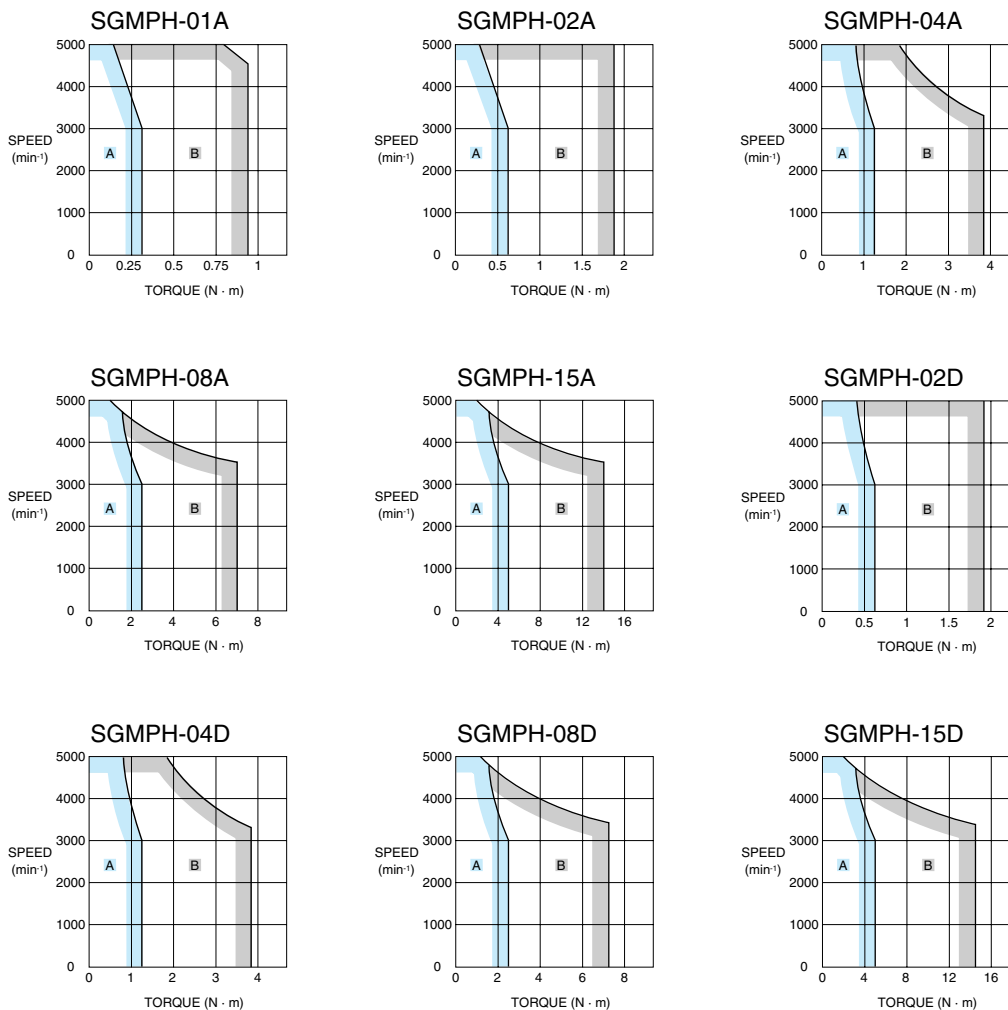 SGMPH-01A
5000
4000
SPEED
(min-1)
3000
A
B
2000
1000
0
0 0.25 0.5 0.75 1
TORQUE (N · m)
SGMPH-02A
5000
4000
SPEED
(min-1)
3000
A
B
2000
1000
0
0 0.5 1 1.5 2
TORQUE (N · m)
SGMPH-04A
5000
4000
SPEED
(min-1)
3000
A
B
2000
1000
0
0 1 2 3 4
TORQUE (N · m)
SGMPH-08A
5000
4000
SPEED
(min-1)
3000
A
B
2000
1000
0
0 2 4 6 8
TORQUE (N · m)
SGMPH-15A
5000
4000
SPEED
(min-1)
3000
A
B
2000
1000
0
0 4 8 12 16
TORQUE (N · m)
SGMPH-02D
5000
4000
SPEED
(min-1)
3000
A
B
2000
1000
0
0 0.5 1 1.5 2
TORQUE (N · m)
SGMPH-04D
5000
4000
SPEED
(min-1)
3000
A
B
2000
1000
0
0 1 2 3 4
TORQUE (N · m)
SGMPH-08D
5000
4000
SPEED
(min-1)
3000
A
B
2000
1000
0
0 2 4 6 8
TORQUE (N · m)
SGMPH-15D
5000
4000
SPEED
(min-1)
3000
A
B
2000
1000
0
0 4 8 12 16
TORQUE (N · m)